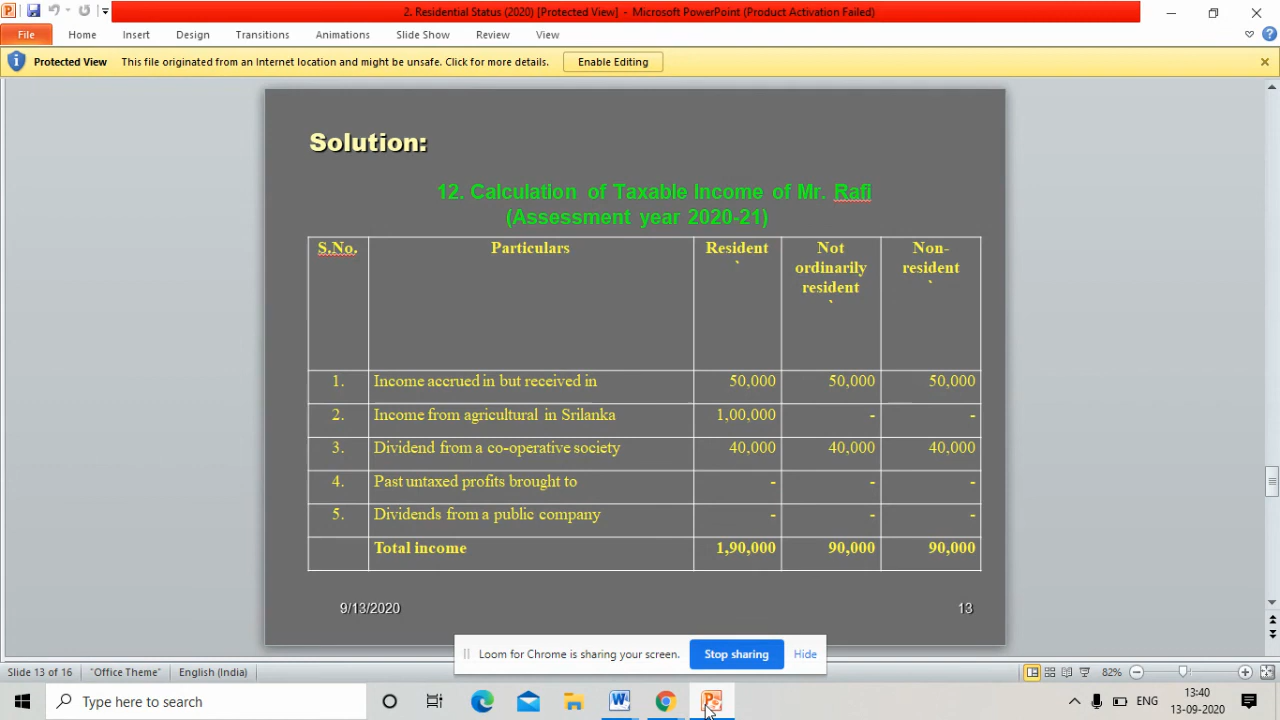 2. Residential Status (2020) [Protected View] - Microsoft PowerPoint (Product Activation Failed)
File Home Insert Design Transitions Animations Slide Show Review View
Protected View This file originated from an Internet location and might be unsafe. Click for more details. Enable Editing
Solution:
12. Calculation of Taxable Income of Mr. Rafi
(Assessment year 2020-21)
S.No. Particulars Resident ` Not ordinarily resident ` Non-resident `
1. Income accrued in but received in 50,000 50,000 50,000
2. Income from agricultural in Srilanka 1,00,000 - -
3. Dividend from a co-operative society 40,000 40,000 40,000
4. Past untaxed profits brought to - - -
5. Dividends from a public company - - -
Total income 1,90,000 90,000 90,000
9/13/2020 13
Loom for Chrome is sharing your screen. Stop sharing Hide
Slide 13 of 16 "Office Theme" English (India) 82%
Type here to search ENG 13:40
13-09-2020